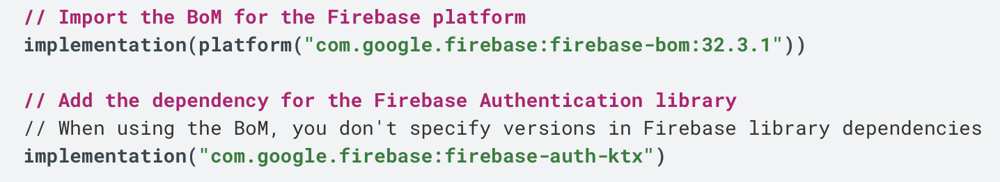 // Import the BoM for the Firebase platform
implementation(platform("com.google.firebase:firebase-bom:32.3.1"))
// Add the dependency for the Firebase Authentication library
// When using the BoM, you don't specify versions in Firebase library dependencies
implementation("com.google.firebase:firebase-auth-ktx")